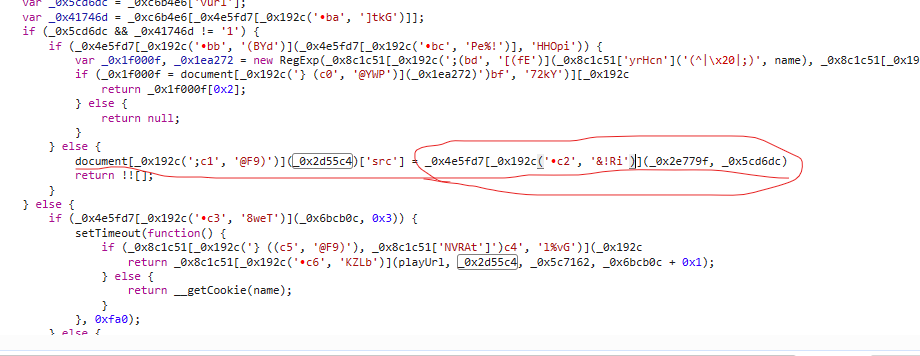 var _0x5cd6dc = _0xc6b4e6['vurl'];
var _0x41746d = _0xc6b4e6[_0x4e5fd7[_0x192c('•ba', ']tkG')]];
if (_0x5cd6dc && _0x41746d != '1') {
if (_0x4e5fd7[_0x192c('•bb', '(BYd')](_0x4e5fd7[_0x192c('•bc', 'Pe%!')], 'HHOpi')) {
var _0x1f000f, _0x1ea272 = new RegExp(_0x8c1c51[_0x192c(';(bd', '[(fE')](_0x8c1c51['yrHcn']('(^|\x20|;)', name), _0x8c1c51[_0x19
if (_0x1f000f = document[_0x192c('} (c0', '@YWP')](_0x1ea272)')bf', '72kY')][_0x192c
return _0x1f000f[0x2];
} else {
return null;
}
} else {
document[_0x192c(';c1', '@F9)')](_0x2d55c4)['src'] = _0x4e5fd7[_0x192c('•c2', '&!Ri')](_0x2e779f, _0x5cd6dc)
return !![];
}
} else {
if (_0x4e5fd7[_0x192c('•c3', '8weT')](_0x6bcb0c, 0x3)) {
setTimeout(function() {
if (_0x8c1c51[_0x192c('} ((c5', '@F9)'), _0x8c1c51['NVRAt']')c4', 'l%vG')](_0x192c
return _0x8c1c51[_0x192c('•c6', 'KZLb')](playUrl, _0x2d55c4, _0x5c7162, _0x6bcb0c + 0x1);
} else {
return __getCookie(name);
}
}, 0xfa0);
} else {